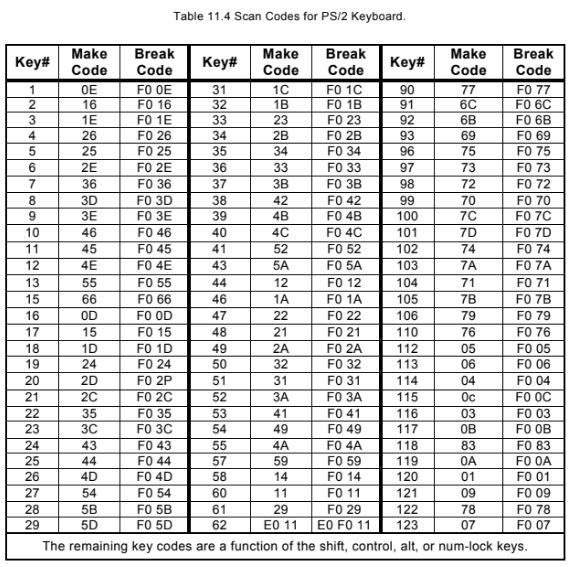 Table 11.4 Scan Codes for PS/2 Keyboard.
Key# Make Code Break Code Key# Make Code Break Code Key# Make Code Break Code
1 0E F0 0E 31 1C F0 1C 90 77 F0 77
2 16 F0 16 32 1B F0 1B 91 6C F0 6C
3 1E F0 1E 33 23 F0 23 92 6B F0 6B
4 26 F0 26 34 2B F0 2B 93 69 F0 69
5 25 F0 25 35 34 F0 34 96 75 F0 75
6 2E F0 2E 36 33 F0 33 97 73 F0 73
7 36 F0 36 37 3B F0 3B 98 72 F0 72
8 3D F0 3D 38 42 F0 42 99 70 F0 70
9 3E F0 3E 39 4B F0 4B 100 7C F0 7C
10 46 F0 46 40 4C F0 4C 101 7D F0 7D
11 45 F0 45 41 52 F0 52 102 74 F0 74
12 4E F0 4E 43 5A F0 5A 103 7A F0 7A
13 55 F0 55 44 12 F0 12 104 71 F0 71
15 66 F0 66 46 1A F0 1A 105 7B F0 7B
16 0D F0 0D 47 22 F0 22 106 79 F0 79
17 15 F0 15 48 21 F0 21 110 76 F0 76
18 1D F0 1D 49 2A F0 2A 112 05 F0 05
19 24 F0 24 50 32 F0 32 113 06 F0 06
20 2D F0 2P 51 31 F0 31 114 04 F0 04
21 2C F0 2C 52 3A F0 3A 115 0c F0 0C
22 35 F0 35 53 41 F0 41 116 03 F0 03
23 3C F0 3C 54 49 F0 49 117 0B F0 0B
24 43 F0 43 55 4A F0 4A 118 83 F0 83
25 44 F0 44 57 59 F0 59 119 0A F0 0A
26 4D F0 4D 58 14 F0 14 120 01 F0 01
27 54 F0 54 60 11 F0 11 121 09 F0 09
28 5B F0 5B 61 29 F0 29 122 78 F0 78
29 5D F0 5D 62 E0 11 E0 F0 11 123 07 F0 07
The remaining key codes are a function of the shift, control, alt, or num-lock keys.